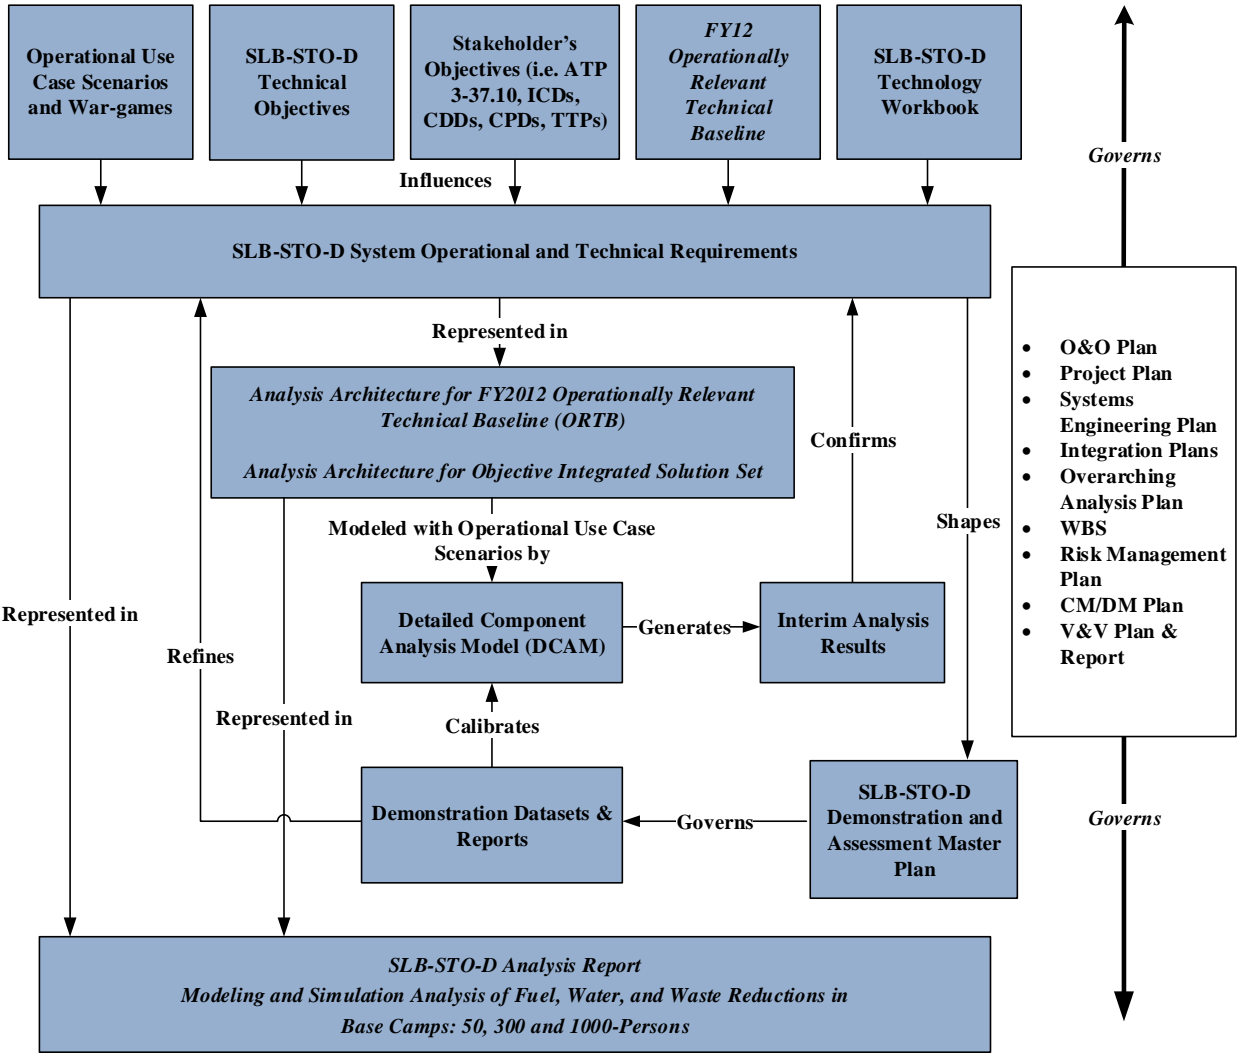 Operational Use
Case Scenarios
and War-games
SLB-STO-D
Technical
Objectives
Stakeholder's
Objectives (i.e. ATP
3-37.10, ICDs,
CDDs, CPDs, TTPs)
FY12
Operationally
Relevant
Technical
Baseline
SLB-STO-D
Technology
Workbook
Governs
Influences
SLB-STO-D System Operational and Technical Requirements
Represented in
Analysis Architecture for FY2012 Operationally Relevant
Technical Baseline (ORTB)
Analysis Architecture for Objective Integrated Solution Set
Confirms
Shapes
Modeled with Operational Use Case
Scenarios by
Represented in
Refines
Detailed Component
Analysis Model (DCAM)
Generates
Interim Analysis
Results
Represented in
Calibrates
Demonstration Datasets &
Reports
Governs
SLB-STO-D
Demonstration and
Assessment Master
Plan
• O&O Plan
• Project Plan
• Systems
Engineering Plan
• Integration Plans
• Overarching
Analysis Plan
• WBS
• Risk Management
Plan
• CM/DM Plan
• V&V Plan &
Report
Governs
SLB-STO-D Analysis Report
Modeling and Simulation Analysis of Fuel, Water, and Waste Reductions in
Base Camps: 50, 300 and 1000-Persons